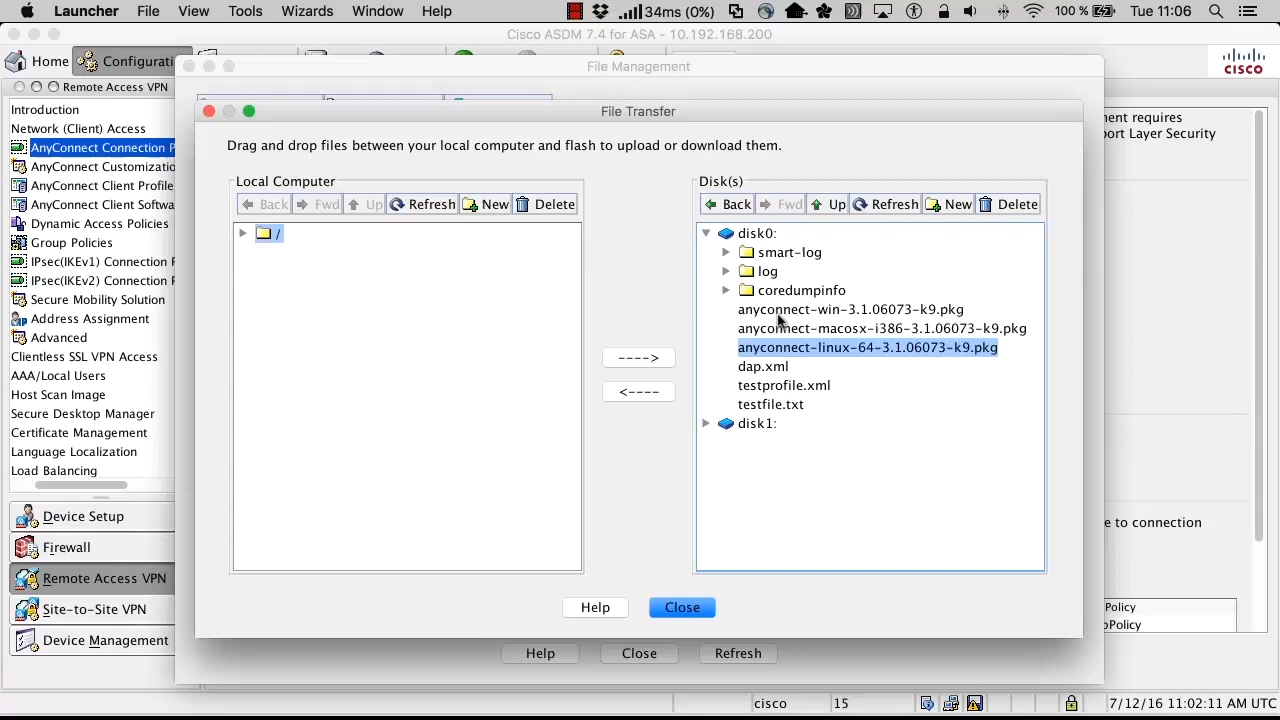 Launcher File View Tools Wizards Window Help 34ms (0%) 100 % Tue 11:06
Cisco ASDM 7.4 for ASA - 10.192.168.200
Home Configurati
CISCO
File Management
Remote Access VPN
Introduction
Network (Client) Access
AnyConnect Connection P
AnyConnect Customizatio
AnyConnect Client Profile
AnyConnect Client Softwa
Dynamic Access Policies
Group Policies
IPsec(IKEv1) Connection P
IPsec(IKEv2) Connection P
Secure Mobility Solution
Address Assignment
Advanced
Clientless SSL VPN Access
AAA/Local Users
Host Scan Image
Secure Desktop Manager
Certificate Management
Language Localization
Load Balancing
Device Setup
Firewall
Remote Access VPN
Site-to-Site VPN
Device Management
File Transfer
Drag and drop files between your local computer and flash to upload or download them.
Local Computer
Back Fwd Up Refresh New Delete
/
---->
<----
Disk(s)
Back Fwd Up Refresh New Delete
disk0:
smart-log
log
coredumpinfo
anyconnect-win-3.1.06073-k9.pkg
anyconnect-macosx-i386-3.1.06073-k9.pkg
anyconnect-linux-64-3.1.06073-k9.pkg
dap.xml
testprofile.xml
testfile.txt
disk1:
Help Close
Help Close Refresh
ent requires
ort Layer Security
e to connection
Policy
pPolicy
cisco 15 7/12/16 11:02:11 AM UTC